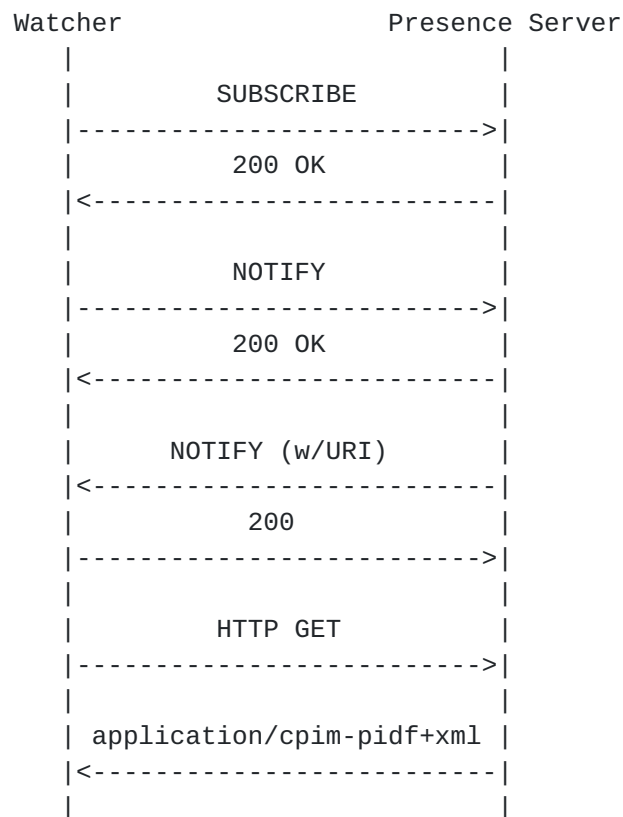 Watcher Presence Server
SUBSCRIBE
200 OK
NOTIFY
200 OK
NOTIFY (w/URI)
200
HTTP GET
application/cpim-pidf+xml